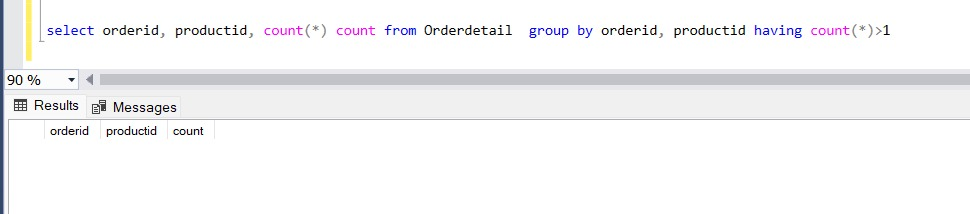 select orderid, productid, count(*) count from Orderdetail  group by orderid, productid having count(*)>1
90 %
Results Messages
orderid productid count